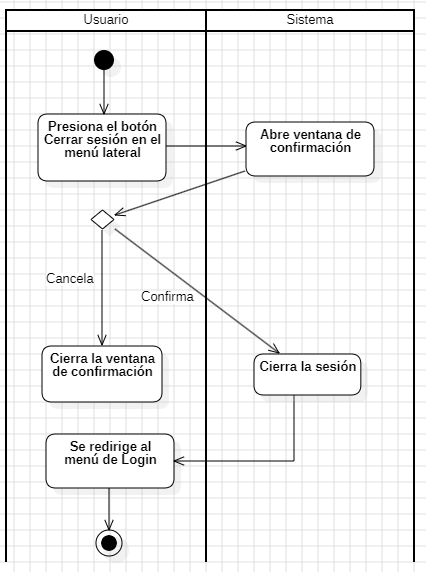 Usuario
Sistema
Presiona el botón
Cerrar sesión en el
menú lateral
Abre ventana de
confirmación
Cancela
Confirma
Cierra la ventana
de confirmación
Cierra la sesión
Se redirige al
menú de Login